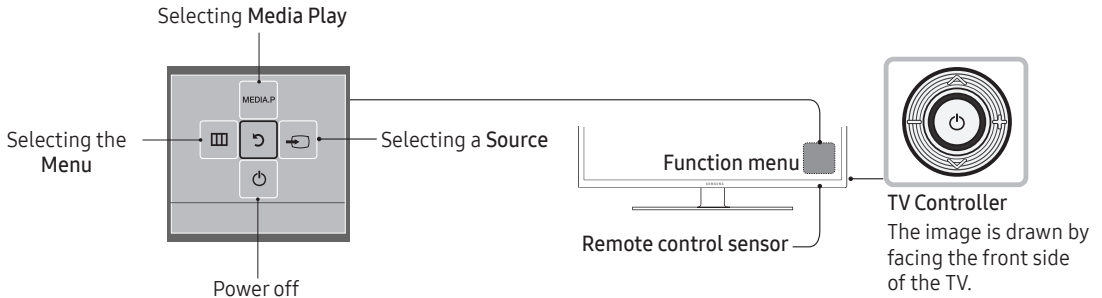 Selecting Media Play
MEDIA.P
Selecting the
Menu
Selecting a Source
Power off
Function menu
SAMSUNG
Remote control sensor
TV Controller
The image is drawn by
facing the front side
of the TV.